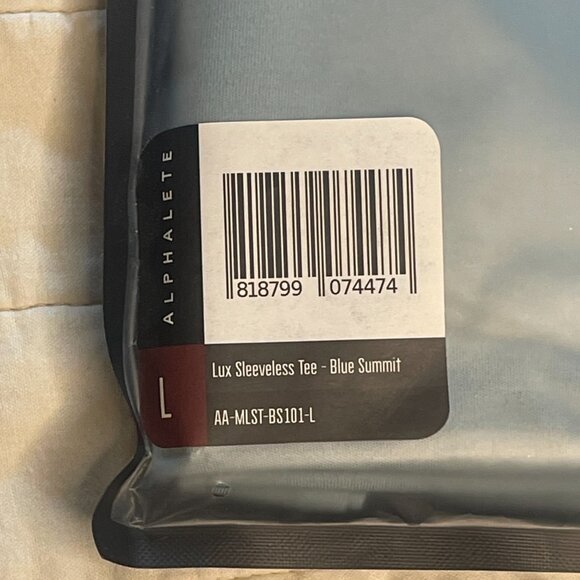 ALPHALETE
818799 074474
L
Lux Sleeveless Tee - Blue Summit
AA-MLST-BS101-L